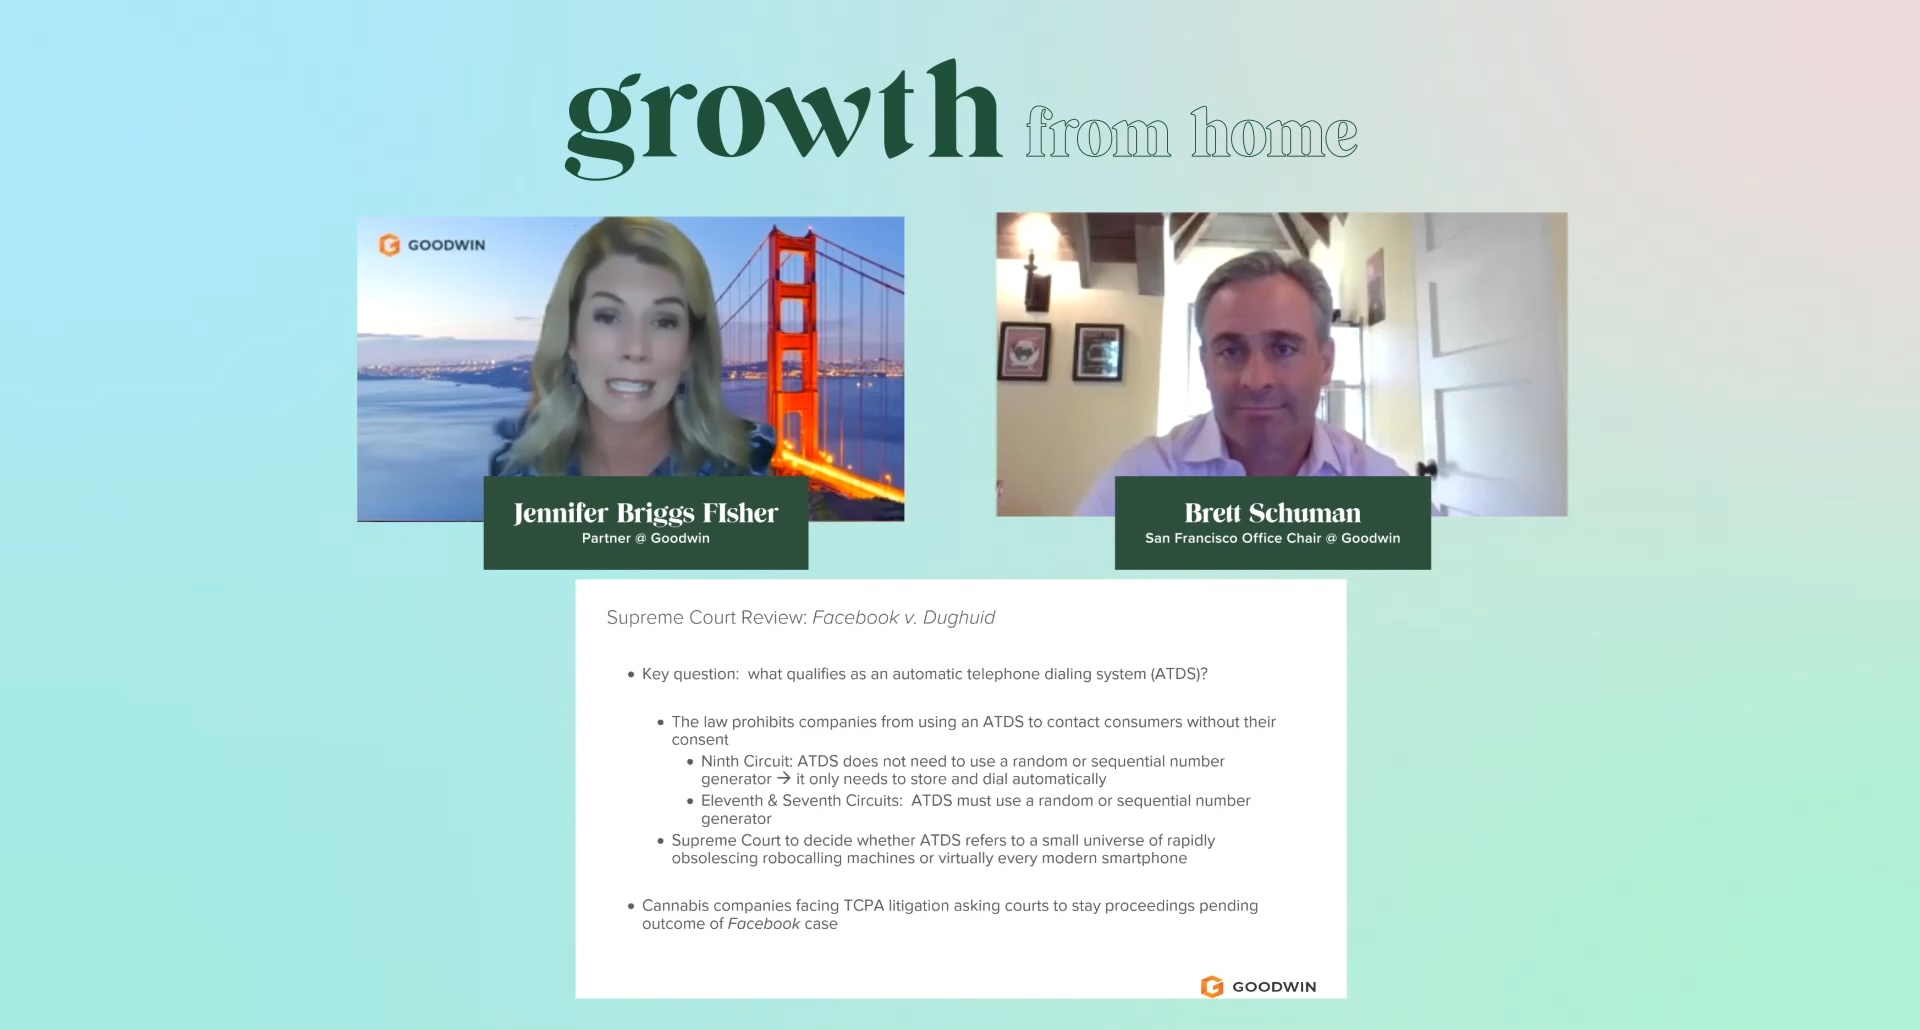 growth from home
GOODWIN
Jennifer Briggs FIsher
Partner @ Goodwin
Brett Schuman
San Francisco Office Chair @ Goodwin
Supreme Court Review: Facebook v. Dughuid
• Key question:  what qualifies as an automatic telephone dialing system (ATDS)?
• The law prohibits companies from using an ATDS to contact consumers without their
consent
• Ninth Circuit: ATDS does not need to use a random or sequential number
generator → it only needs to store and dial automatically
• Eleventh & Seventh Circuits:  ATDS must use a random or sequential number
generator
• Supreme Court to decide whether ATDS refers to a small universe of rapidly
obsolescing robocalling machines or virtually every modern smartphone
• Cannabis companies facing TCPA litigation asking courts to stay proceedings pending
outcome of Facebook case
GOODWIN